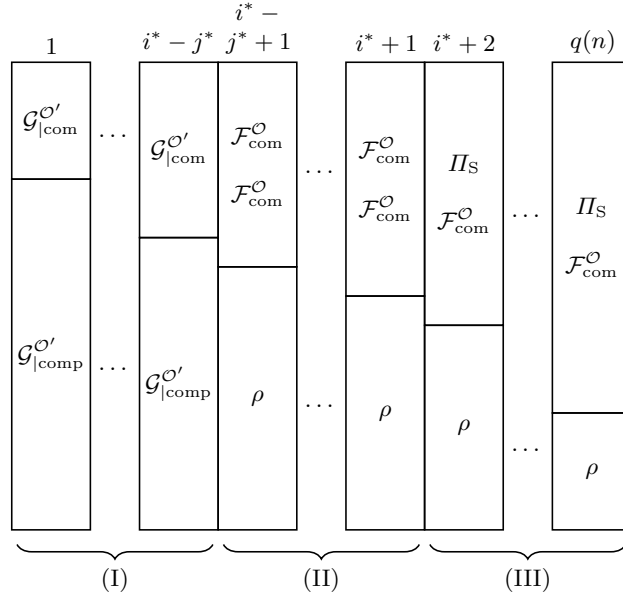 i* −
1 i* − j* j* + 1 i* + 1 i* + 2 q(n)
𝒢^{𝒪′}_{|com} … 𝒢^{𝒪′}_{|com} ℱ^{𝒪}_{com} ℱ^{𝒪}_{com}
… Π_S … Π_S
ℱ^{𝒪}_{com} ℱ^{𝒪}_{com} ℱ^{𝒪}_{com} ℱ^{𝒪}_{com}
𝒢^{𝒪′}_{|comp} … 𝒢^{𝒪′}_{|comp} ρ … ρ ρ … ρ
(I) (II) (III)